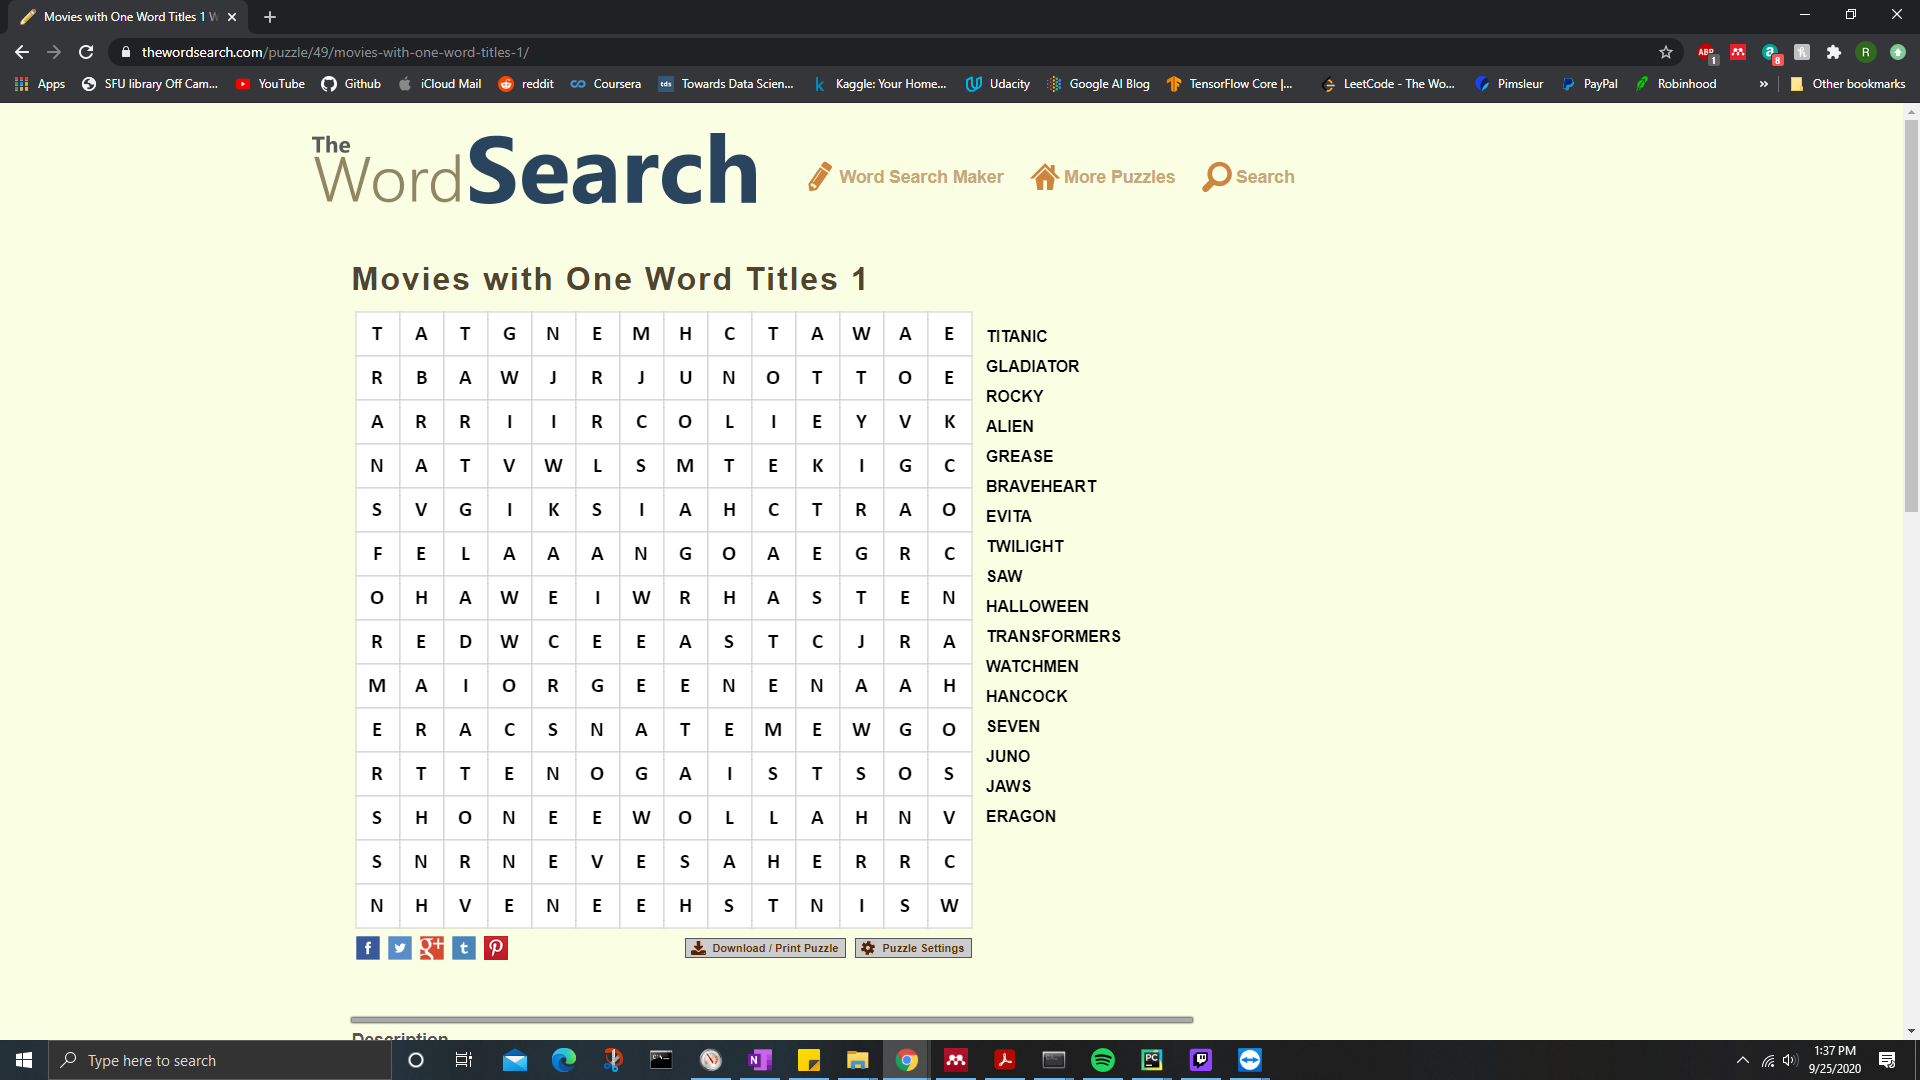 Movies with One Word Titles 1 W
thewordsearch.com/puzzle/49/movies-with-one-word-titles-1/
ABP 1 8 R
Apps SFU library Off Cam... YouTube Github iCloud Mail reddit Coursera tds Towards Data Scien... k Kaggle: Your Home... Udacity Google AI Blog TensorFlow Core |... LeetCode - The Wo... Pimsleur PayPal Robinhood » Other bookmarks
The
WordSearch
Word Search Maker More Puzzles Search
Movies with One Word Titles 1
T A T G N E M H C T A W A E
R B A W J R J U N O T T O E
A R R I I R C O L I E Y V K
N A T V W L S M T E K I G C
S V G I K S I A H C T R A O
F E L A A A N G O A E G R C
O H A W E I W R H A S T E N
R E D W C E E A S T C J R A
M A I O R G E E N E N A A H
E R A C S N A T E M E W G O
R T T E N O G A I S T S O S
S H O N E E W O L L A H N V
S N R N E V E S A H E R R C
N H V E N E E H S T N I S W
TITANIC
GLADIATOR
ROCKY
ALIEN
GREASE
BRAVEHEART
EVITA
TWILIGHT
SAW
HALLOWEEN
TRANSFORMERS
WATCHMEN
HANCOCK
SEVEN
JUNO
JAWS
ERAGON
f g+ t
Download / Print Puzzle Puzzle Settings
Description
Type here to search
1:37 PM
9/25/2020